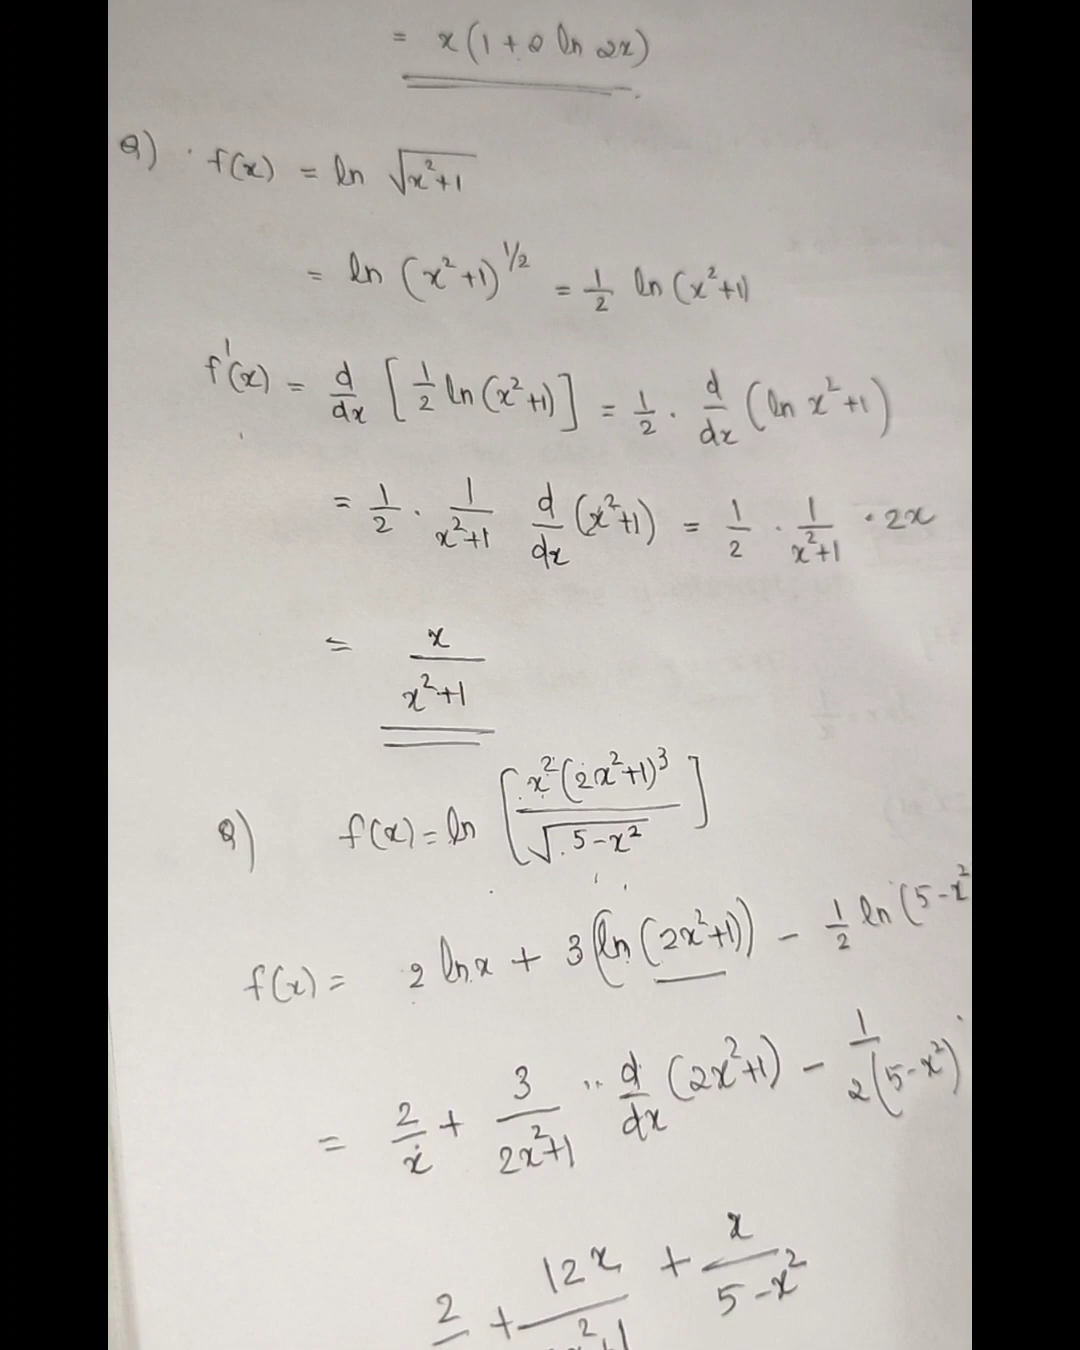 = x(1+2 ln 2x)
Q) f(x) = ln √(x²+1)
= ln (x²+1)^1/2 = 1/2 ln (x²+1)
f'(x) = d/dx [1/2 ln (x²+1)] = 1/2 · d/dx (ln x²+1)
= 1/2 · 1/(x²+1) d/dx (x²+1) = 1/2 · 1/(x²+1) · 2x
= x/(x²+1)
Q) f(x) = ln [x²(2x²+1)³/√(5-x²)]
f(x) = 2 ln x + 3(ln (2x²+1)) - 1/2 ln (5-x²
= 2/x + 3/(2x²+1) · d/dx (2x²+1) - 1/2(5-x²)
2 + 12x/ ²+1 + x/(5-x²)